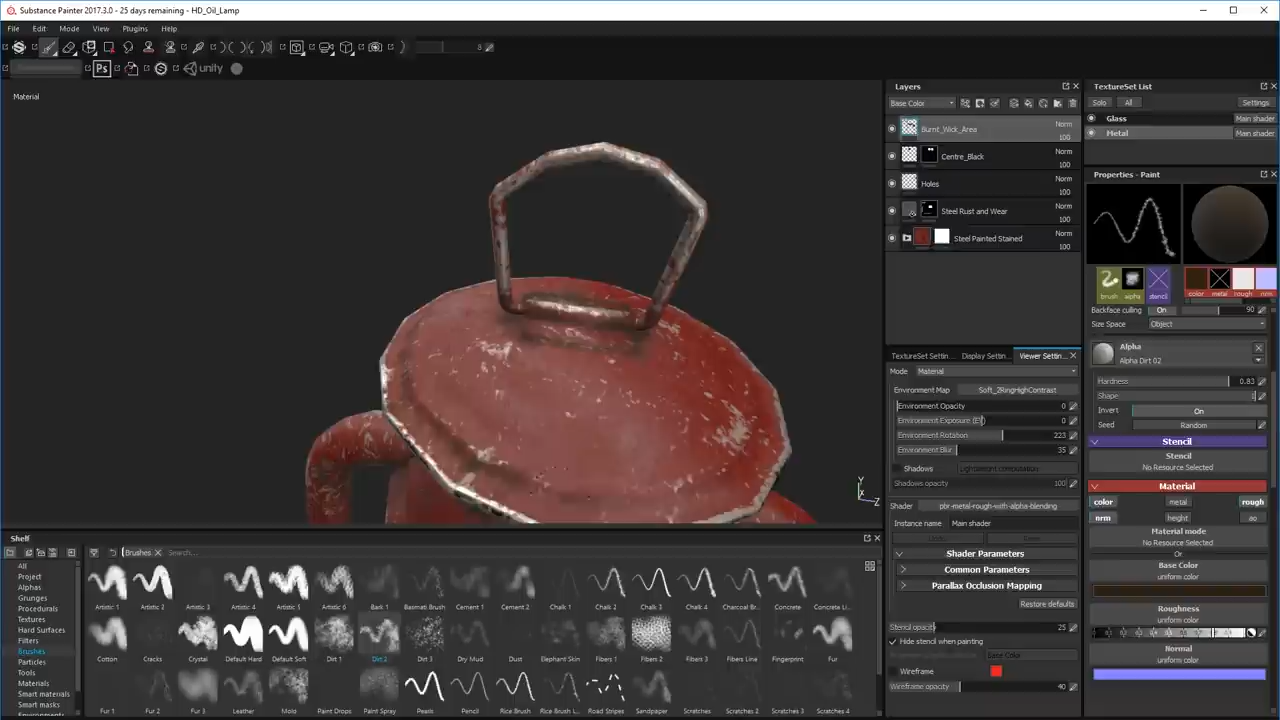 Substance Painter 2017.3.0 - 25 days remaining - HD_Oil_Lamp
File Edit Mode View Plugins Help
8
Ps unity
Material
Layers
Base Color
Burnt_Wick_Area Norm 100
Centre_Black Norm 100
Holes Norm 100
Steel Rust and Wear Norm 100
Steel Painted Stained Norm 100
TextureSet List
Solo All Settings
Glass Main shader
Metal Main shader
Properties - Paint
brush alpha stencil color metal rough nrm
Backface culling On 90
Size Space Object
Alpha
Alpha Dirt 02
Hardness 0.83
Shape
Invert On
Seed Random
Stencil
Stencil
No Resource Selected
Material
color metal rough
nrm height ao
Material mode
No Resource Selected
Or
Base Color
uniform color
Roughness
uniform color
Normal
uniform color
TextureSet Settin... Display Settin... Viewer Settin...
Mode Material
Environment Map Soft_2RingHighContrast
Environment Opacity 0
Environment Exposure (EV) 0
Environment Rotation 223
Environment Blur 35
Shadows
Shadows opacity 100
Shader pbr-metal-rough-with-alpha-blending
Instance name Main shader
Shader Parameters
Common Parameters
Parallax Occlusion Mapping
Restore defaults
Stencil opacity 25
Hide stencil when painting
Base Color
Wireframe
Wireframe opacity 40
Y
X
Z
Shelf
Brushes Search...
All
Project
Alphas
Grunges
Procedurals
Textures
Hard Surfaces
Filters
Brushes
Particles
Tools
Materials
Smart materials
Smart masks
Environments
Artistic 1 Artistic 2 Artistic 3 Artistic 4 Artistic 5 Artistic 6 Bark 1 Basmati Brush Cement 1 Cement 2 Chalk 1 Chalk 2 Chalk 3 Chalk 4 Charcoal Br... Concrete Concrete Li...
Cotton Cracks Crystal Default Hard Default Soft Dirt 1 Dirt 2 Dirt 3 Dry Mud Dust Elephant Skin Fibers 1 Fibers 2 Fibers 3 Fibers Line Fingerprint Fur
Fur 1 Fur 2 Fur 3 Leather Mold Paint Drops Paint Spray Pearls Pencil Rice Brush Rice Brush L... Road Stripes Sandpaper Scratches Scratches 2 Scratches 3 Scratches 4